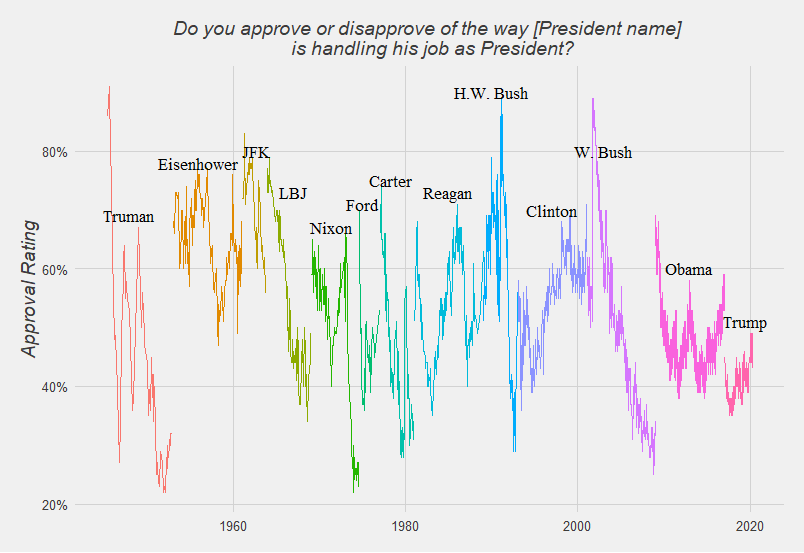 Do you approve or disapprove of the way [President name]
is handling his job as President?
H.W. Bush
80%
Eisenhower
JFK
W. Bush
Carter
LBJ
Reagan
Truman
Ford
Clinton
Nixon
60%
Obama
Trump
40%
20%
Approval Rating
1960
1980
2000
2020